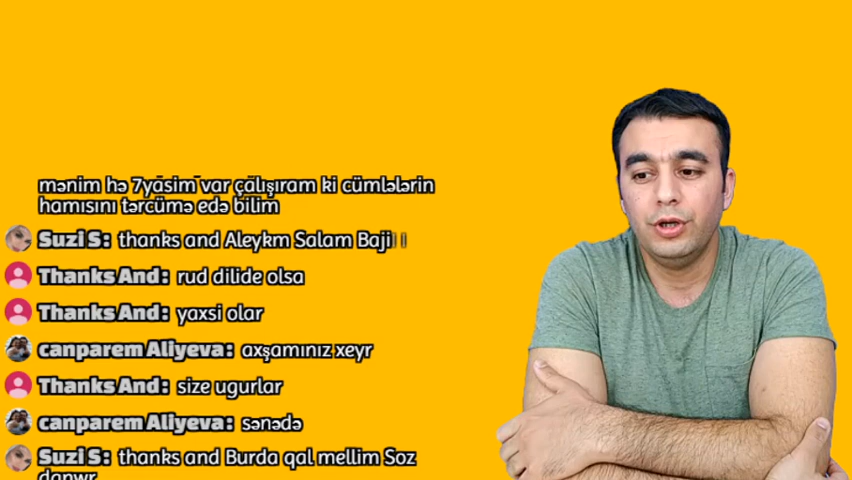 mənim hə 7yaşim var çalışıram ki cümlələrin
hamısını tərcümə edə bilim
Suzi S: thanks and Aleykm Salam Baji
Thanks And: rud dilide olsa
Thanks And: yaxsi olar
canparem Aliyeva: axşamınız xeyr
Thanks And: size ugurlar
canparem Aliyeva: sənədə
Suzi S: thanks and Burda qal mellim Soz